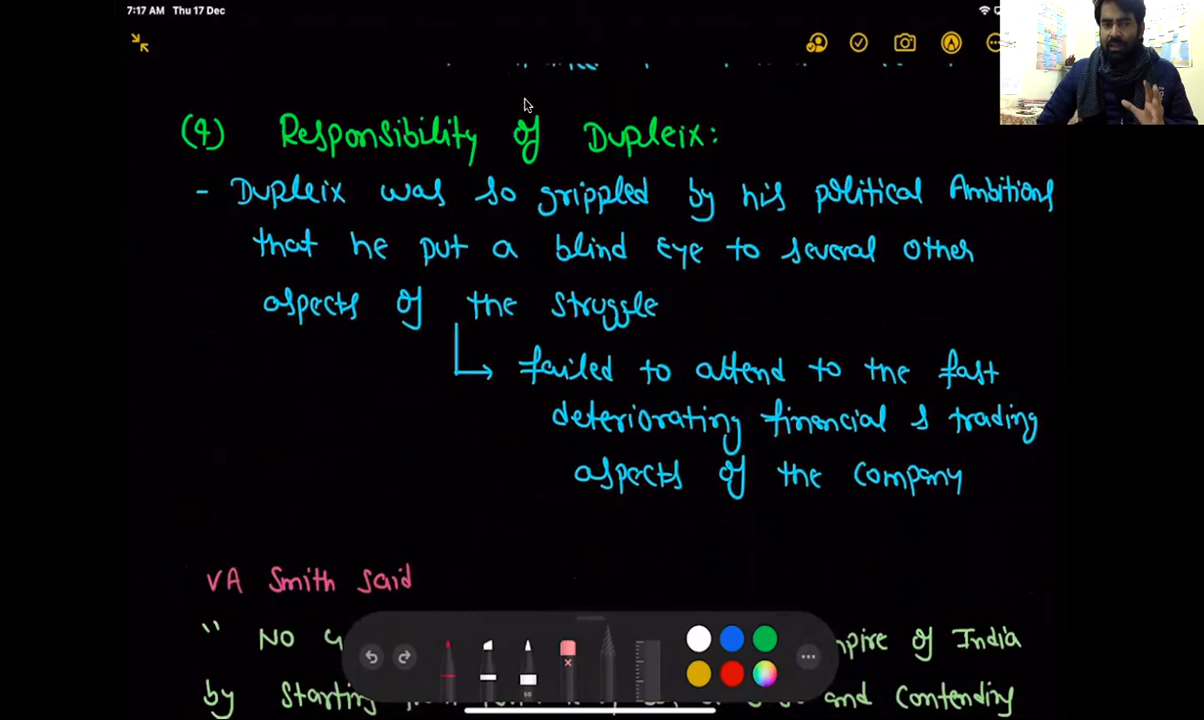 7:17 AM Thu 17 Dec
(4) Responsibility of Dupleix:
- Dupleix was so grippled by his political Ambitions
that he put a blind Eye to several other
aspects of the struggle
failed to attend to the fast
deteriorating financial & trading
aspects of the company
VA Smith said
" No of India
by Starting and contending